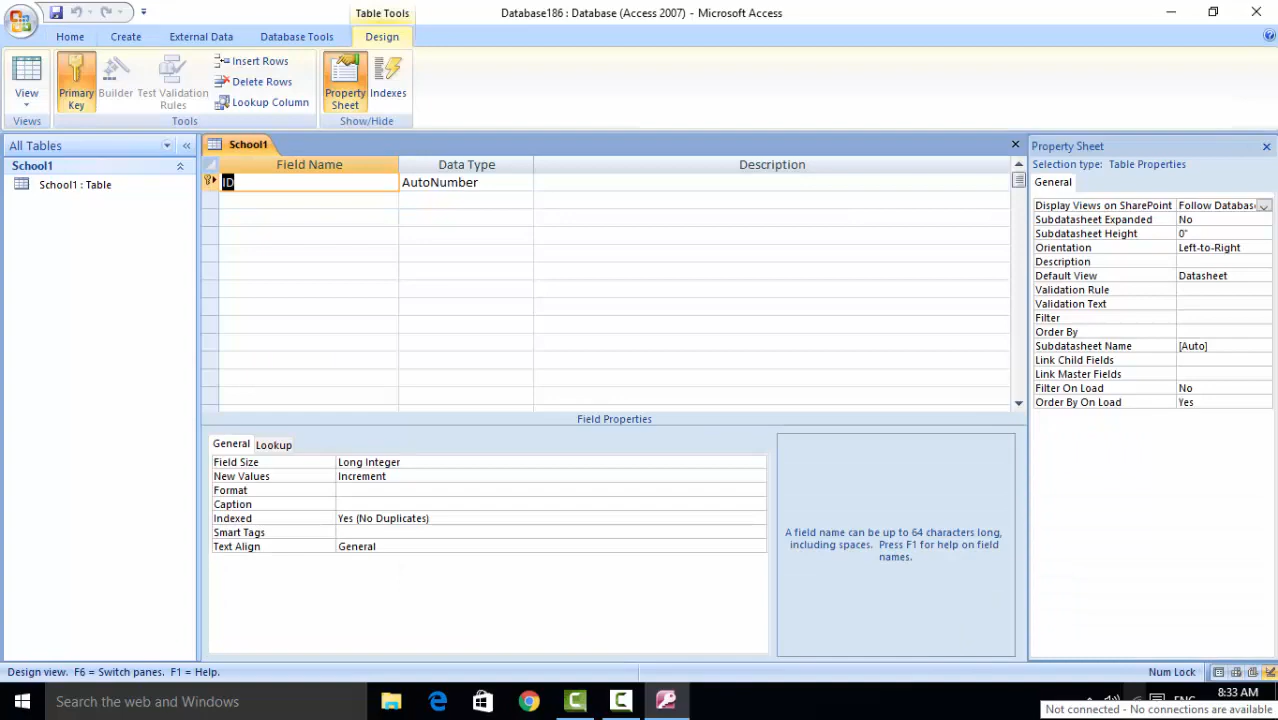 Table Tools
Database186 : Database (Access 2007) - Microsoft Access
Home
Create
External Data
Database Tools
Design
View
Primary Key
Builder
Test Validation Rules
Insert Rows
Delete Rows
Lookup Column
Property Sheet
Indexes
Views
Tools
Show/Hide
All Tables
School1
School1 : Table
School1
Field Name
Data Type
Description
ID
AutoNumber
Field Properties
General
Lookup
Field Size Long Integer
New Values Increment
Format
Caption
Indexed Yes (No Duplicates)
Smart Tags
Text Align General
A field name can be up to 64 characters long,
including spaces. Press F1 for help on field
names.
Property Sheet
Selection type: Table Properties
General
Display Views on SharePoint Follow Databas
Subdatasheet Expanded No
Subdatasheet Height 0"
Orientation Left-to-Right
Description
Default View Datasheet
Validation Rule
Validation Text
Filter
Order By
Subdatasheet Name [Auto]
Link Child Fields
Link Master Fields
Filter On Load No
Order By On Load Yes
Design view. F6 = Switch panes. F1 = Help.
Num Lock
Search the web and Windows
ENG
8:33 AM
Not connected - No connections are available